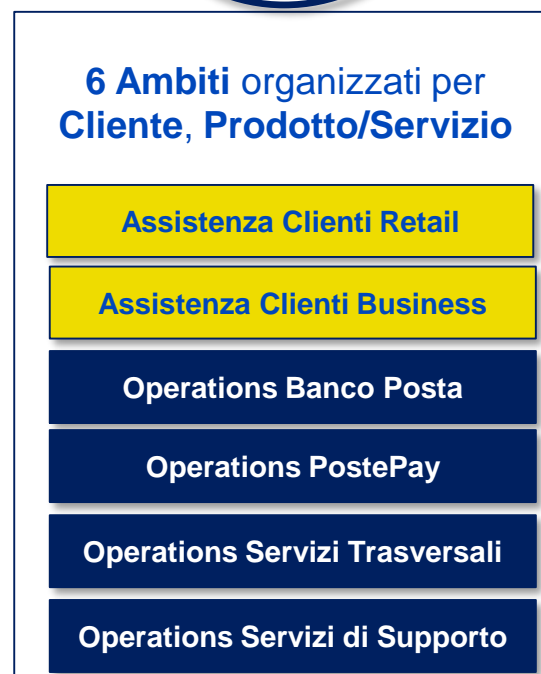 6 Ambiti organizzati per
Cliente, Prodotto/Servizio
Assistenza Clienti Retail
Assistenza Clienti Business
Operations Banco Posta
Operations PostePay
Operations Servizi Trasversali
Operations Servizi di Supporto